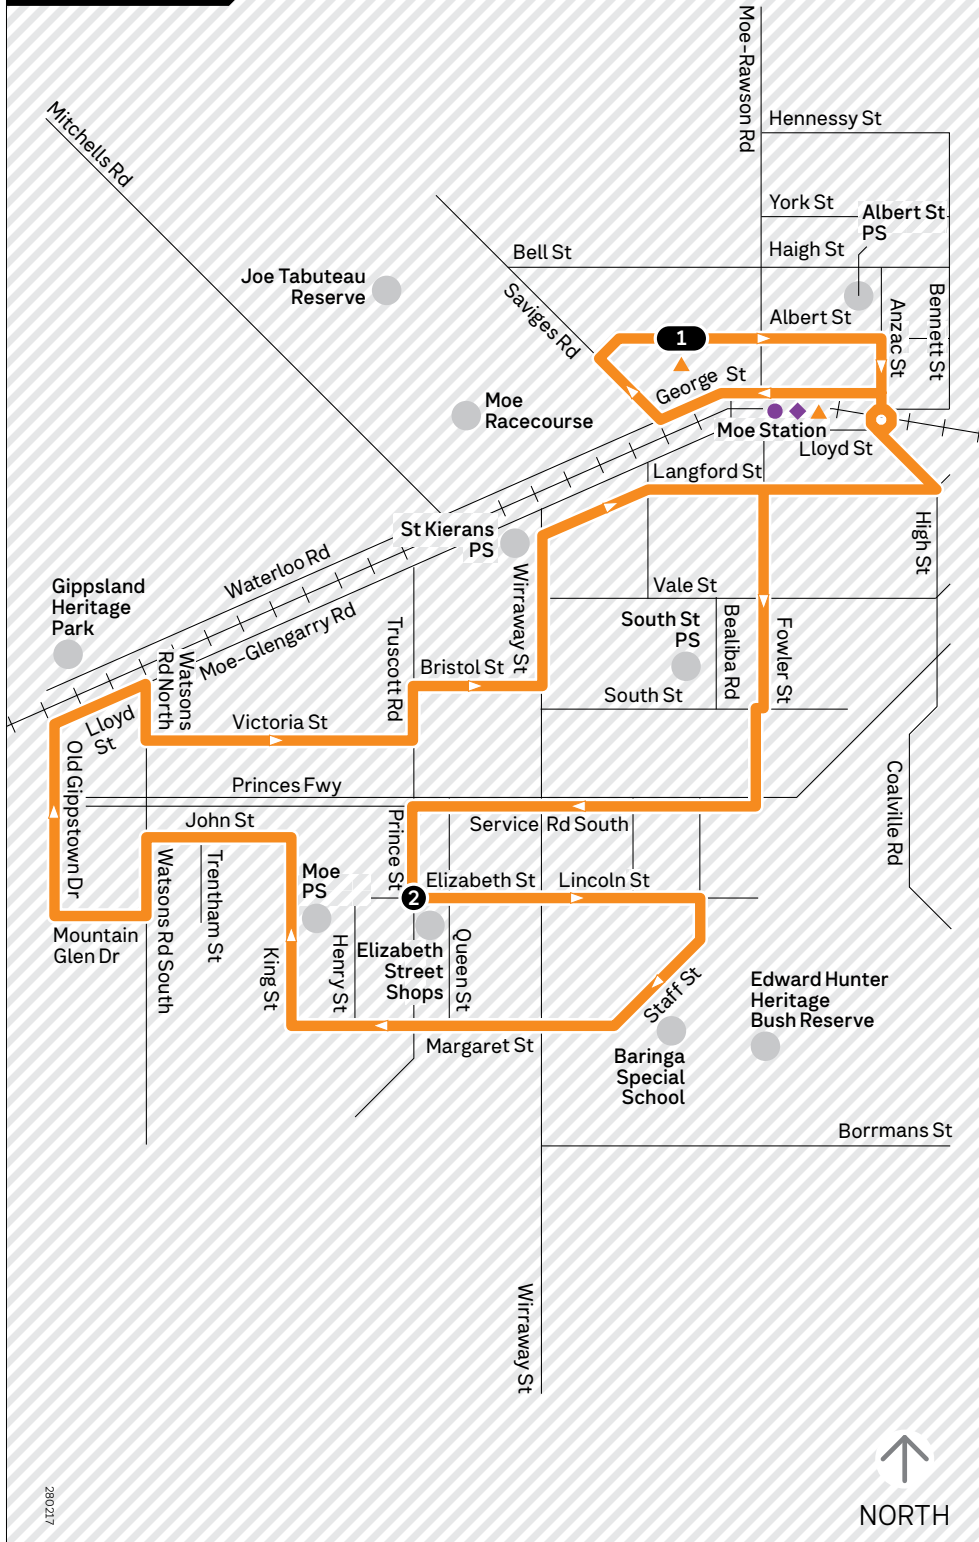 Moe-Rawson Rd
Hennessy St
Mitchells Rd
York St
Albert St
PS
Bell St
Haigh St
Joe Tabuteau
Reserve
Saviges Rd
Albert St
Anzac St
Bennett St
1
George St
Moe
Racecourse
Moe Station
Lloyd St
Langford St
St Kierans
PS
High St
Waterloo Rd
Wirraway St
Gippsland
Heritage
Park
Moe-Glengarry Rd
Vale St
South St
PS
Bealiba Rd
Fowler St
Truscott Rd
Bristol St
Watsons
Rd North
South St
Lloyd
St
Victoria St
Old Gippstown Dr
Princes Fwy
Coalville Rd
John St
Prince St
Service Rd South
Moe
PS
Elizabeth St
Lincoln St
2
Trentham St
Watsons Rd South
Mountain
Glen Dr
King St
Henry St
Elizabeth
Street
Shops
Queen St
Staff St
Edward Hunter
Heritage
Bush Reserve
Margaret St
Baringa
Special
School
Borrmans St
Wirraway St
280217
NORTH